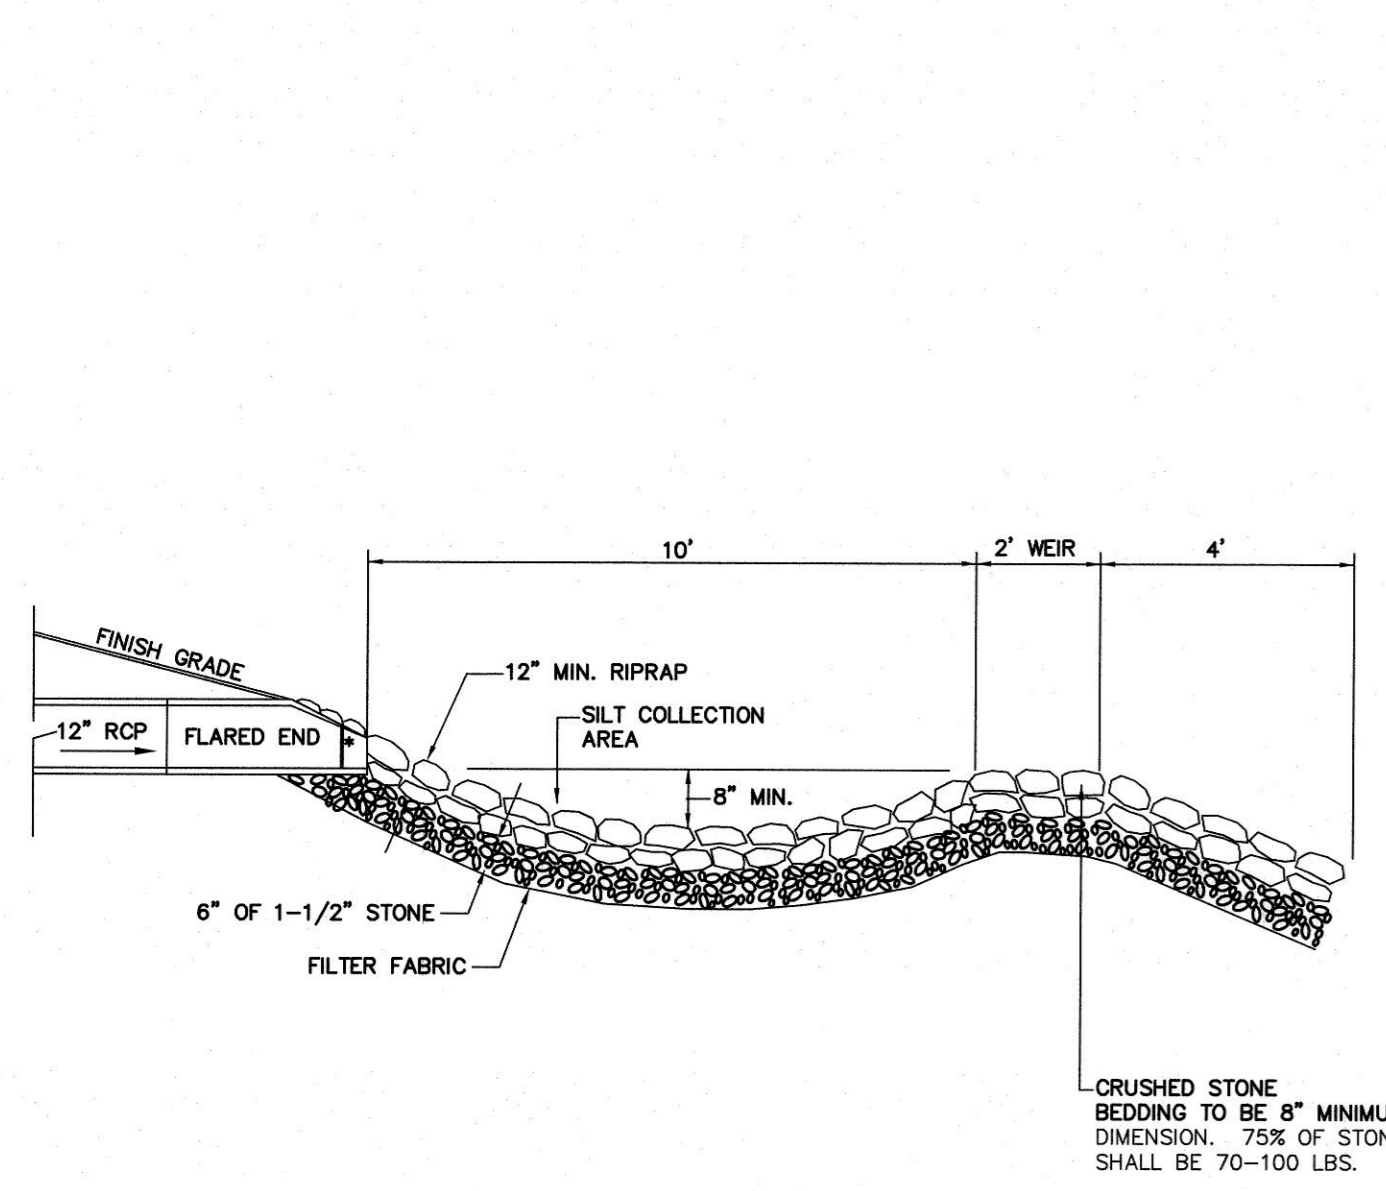 10'
2' WEIR
4'
FINISH GRADE
12" MIN. RIPRAP
SILT COLLECTION
AREA
12" RCP
FLARED END
*
8" MIN.
6" OF 1-1/2" STONE
FILTER FABRIC
CRUSHED STONE
BEDDING TO BE 8" MINIMU
DIMENSION. 75% OF STON
SHALL BE 70-100 LBS.